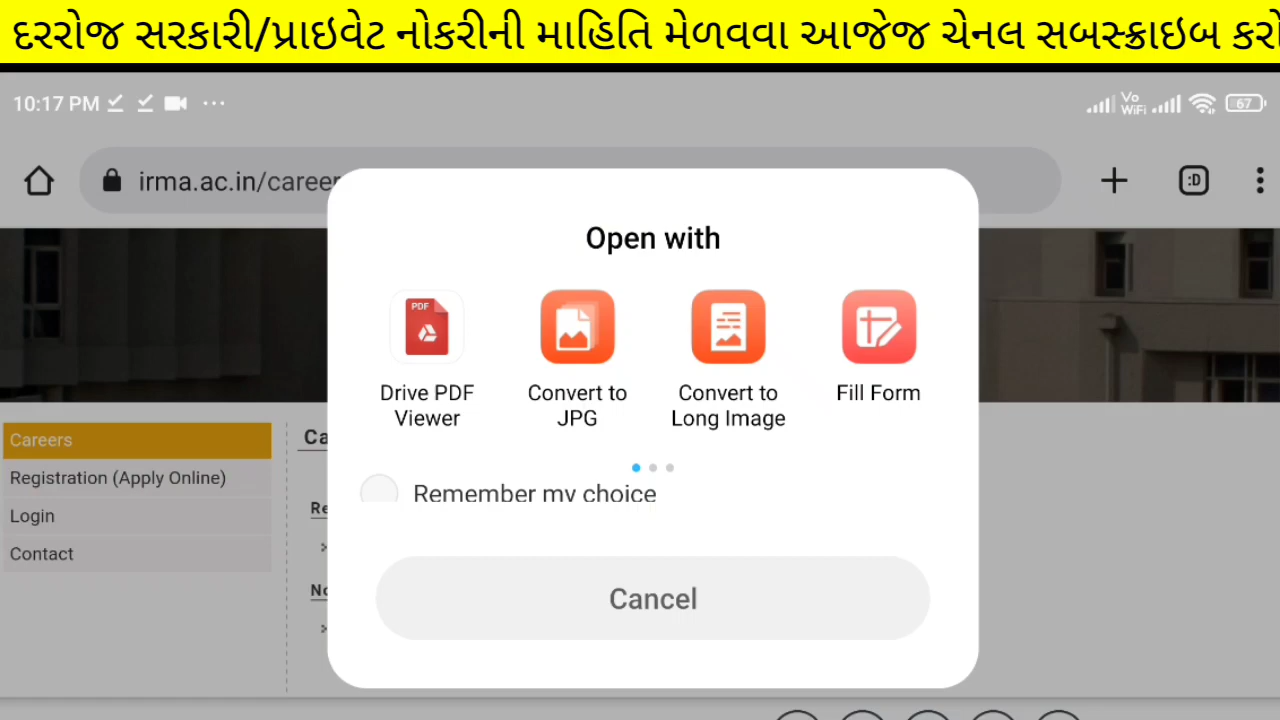 દરરોજ સરકારી/પ્રાઇવેટ નોકરીની માહિતિ મેળવવા આજેજ ચેનલ સબસ્ક્રાઇબ કરો
10:17 PM
Vo WiFi
67
irma.ac.in/career
:D
Open with
PDF
Drive PDF Viewer
Convert to JPG
Convert to Long Image
Fill Form
Remember my choice
Cancel
Careers
Registration (Apply Online)
Login
Contact
Ca
Re
No